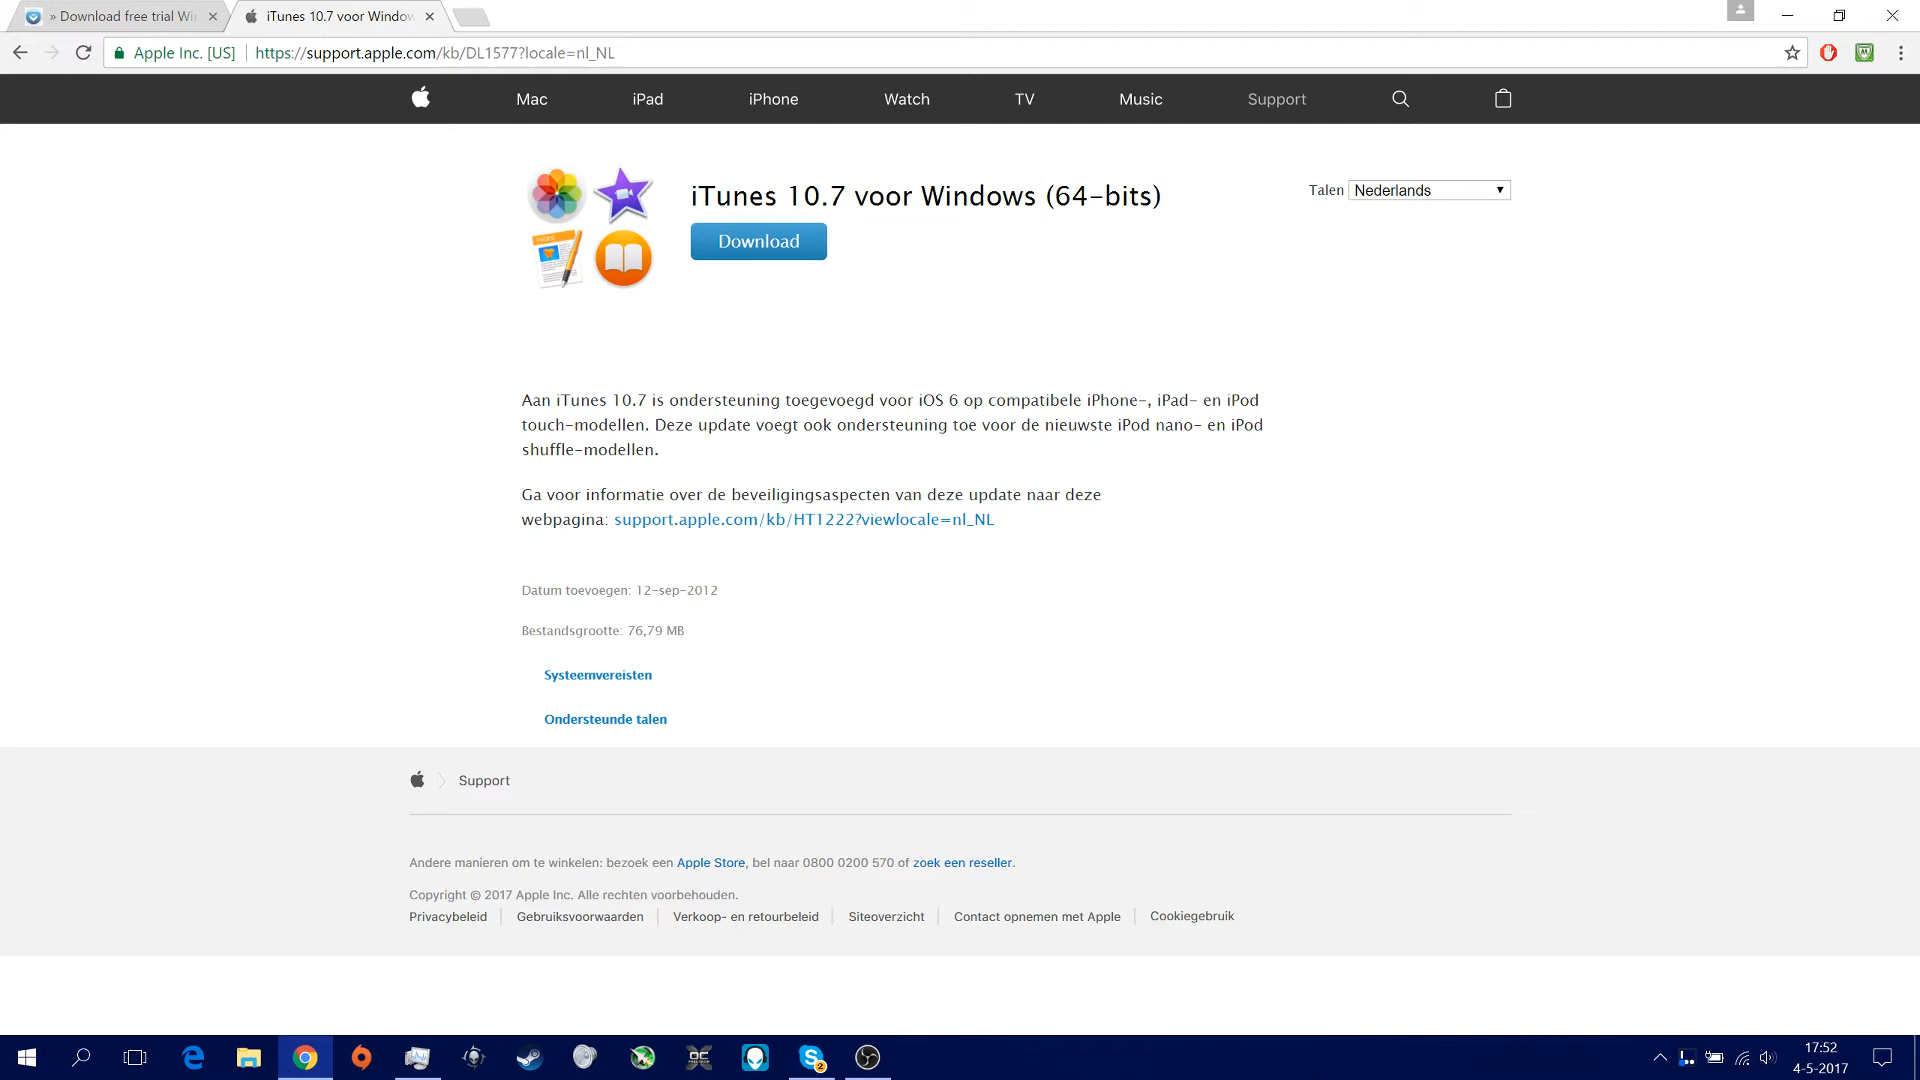 » Download free trial Wi
iTunes 10.7 voor Window
Apple Inc. [US]
https://support.apple.com/kb/DL1577?locale=nl_NL
Mac
iPad
iPhone
Watch
TV
Music
Support
iTunes 10.7 voor Windows (64-bits)
Talen
Nederlands
Download
Aan iTunes 10.7 is ondersteuning toegevoegd voor iOS 6 op compatibele iPhone-, iPad- en iPod
touch-modellen. Deze update voegt ook ondersteuning toe voor de nieuwste iPod nano- en iPod
shuffle-modellen.
Ga voor informatie over de beveiligingsaspecten van deze update naar deze
webpagina: support.apple.com/kb/HT1222?viewlocale=nl_NL
Datum toevoegen: 12-sep-2012
Bestandsgrootte: 76,79 MB
Systeemvereisten
Ondersteunde talen
Support
Andere manieren om te winkelen: bezoek een Apple Store, bel naar 0800 0200 570 of zoek een reseller.
Copyright © 2017 Apple Inc. Alle rechten voorbehouden.
Privacybeleid
Gebruiksvoorwaarden
Verkoop- en retourbeleid
Siteoverzicht
Contact opnemen met Apple
Cookiegebruik
2
17:52
4-5-2017